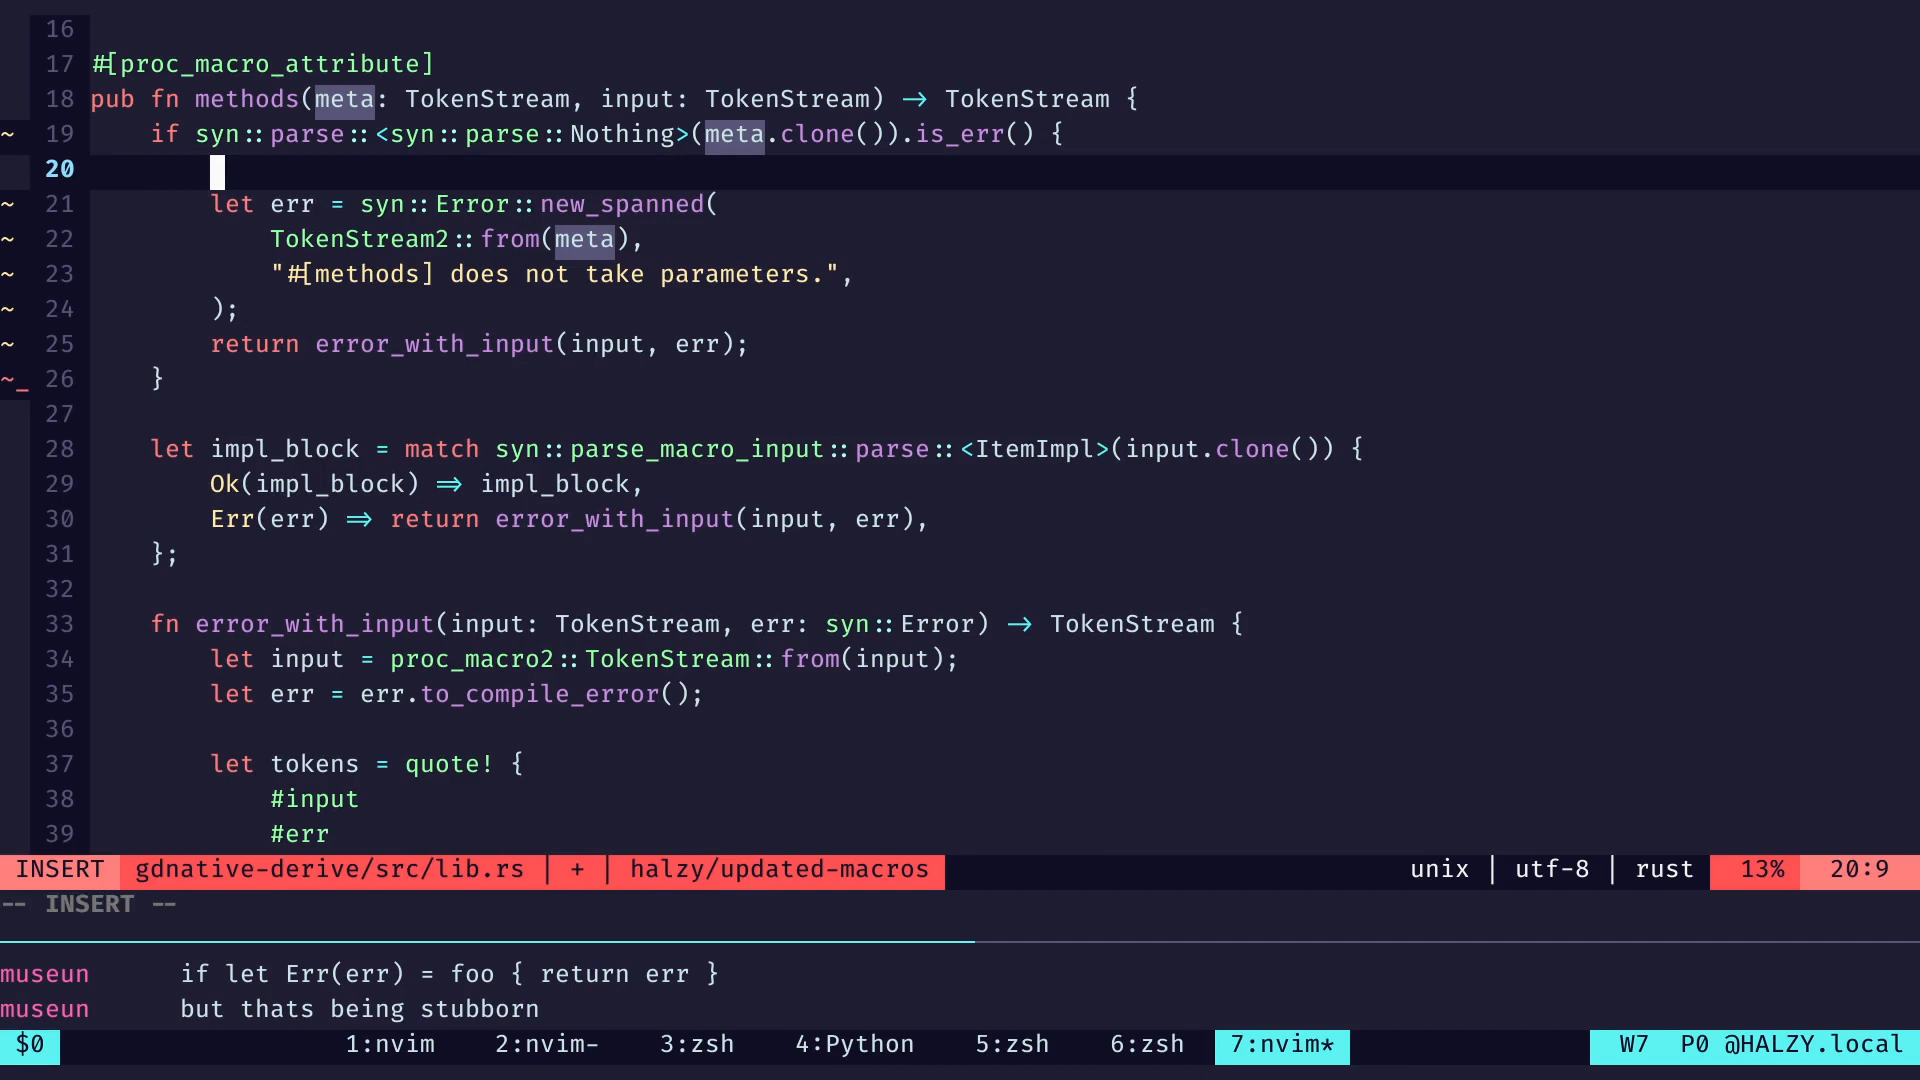 16
17 #[proc_macro_attribute]
18 pub fn methods(meta: TokenStream, input: TokenStream) -> TokenStream {
~ 19     if syn::parse::<syn::parse::Nothing>(meta.clone()).is_err() {
20
~ 21         let err = syn::Error::new_spanned(
~ 22             TokenStream2::from(meta),
~ 23             "#[methods] does not take parameters.",
~ 24         );
~ 25         return error_with_input(input, err);
~_ 26     }
27
28     let impl_block = match syn::parse_macro_input::parse::<ItemImpl>(input.clone()) {
29         Ok(impl_block) => impl_block,
30         Err(err) => return error_with_input(input, err),
31     };
32
33     fn error_with_input(input: TokenStream, err: syn::Error) -> TokenStream {
34         let input = proc_macro2::TokenStream::from(input);
35         let err = err.to_compile_error();
36
37         let tokens = quote! {
38             #input
39             #err
INSERT gdnative-derive/src/lib.rs | + | halzy/updated-macros unix | utf-8 | rust 13% 20:9
-- INSERT --
museun      if let Err(err) = foo { return err }
museun      but thats being stubborn
$0 1:nvim 2:nvim- 3:zsh 4:Python 5:zsh 6:zsh 7:nvim* W7 P0 @HALZY.local